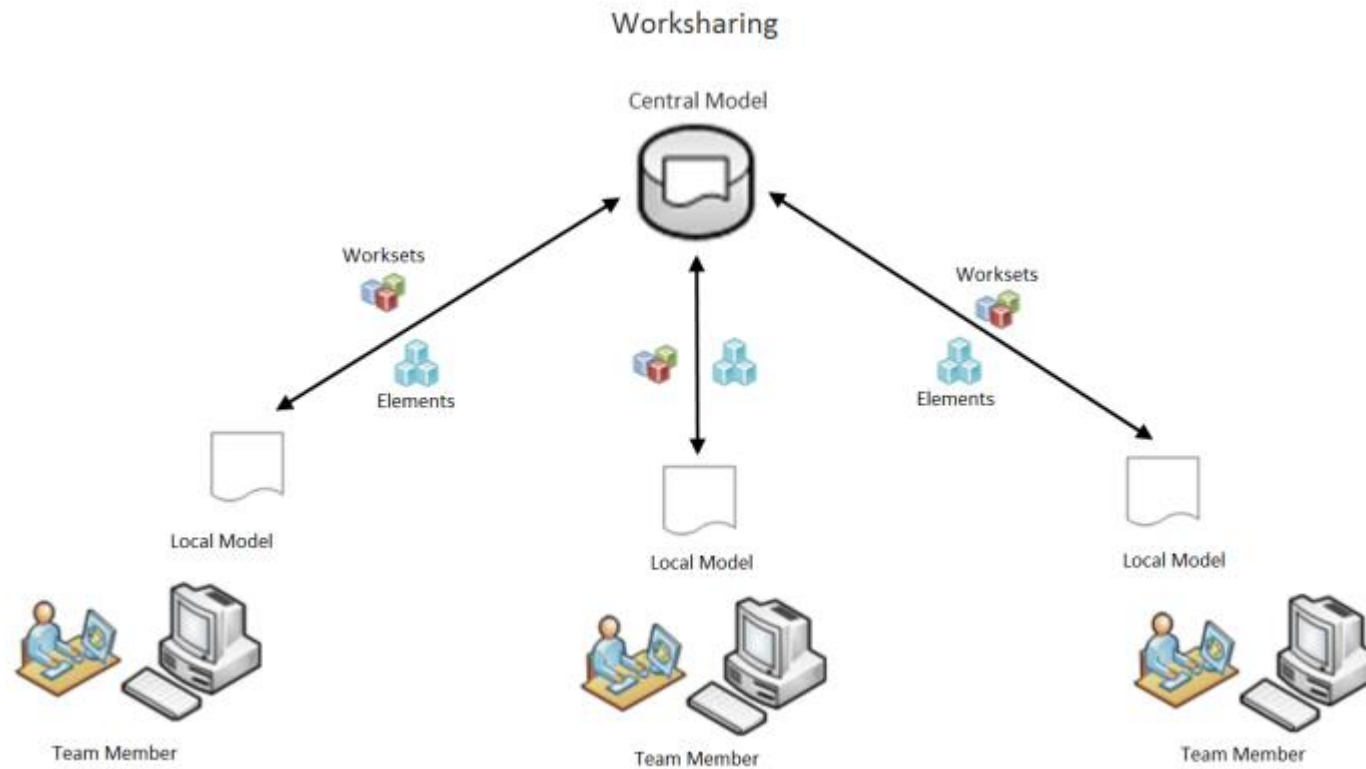 Worksharing
Central Model
Worksets
Worksets
Elements
Elements
Local Model
Local Model
Local Model
Team Member
Team Member
Team Member